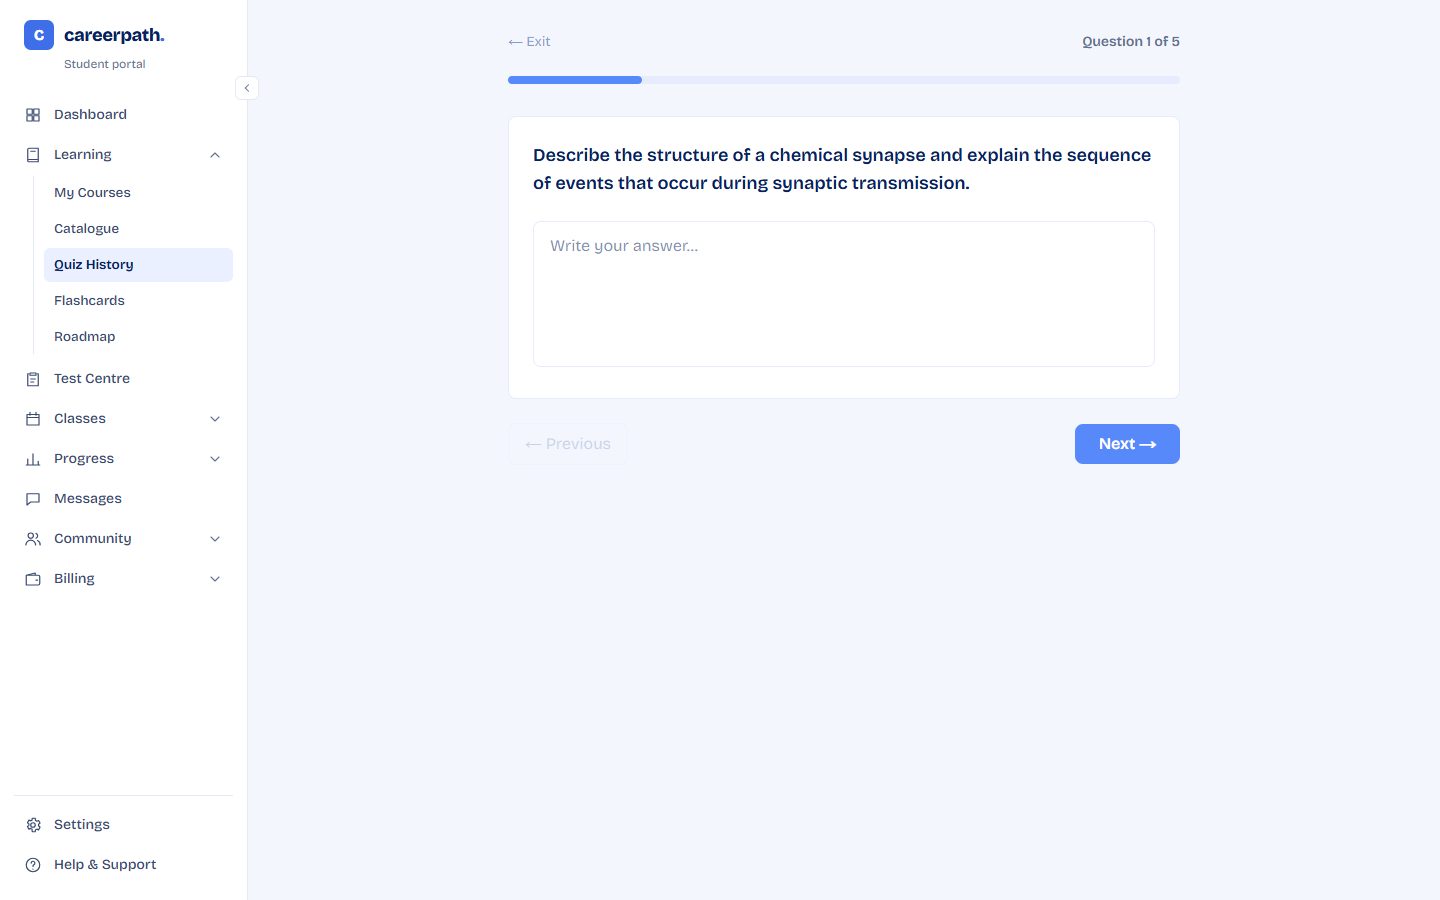 C
careerpath.
Student portal
Dashboard
Learning
My Courses
Catalogue
Quiz History
Flashcards
Roadmap
Test Centre
Classes
Progress
Messages
Community
Billing
Settings
Help & Support
← Exit
Question 1 of 5
Describe the structure of a chemical synapse and explain the sequence
of events that occur during synaptic transmission.
Write your answer...
← Previous
Next →